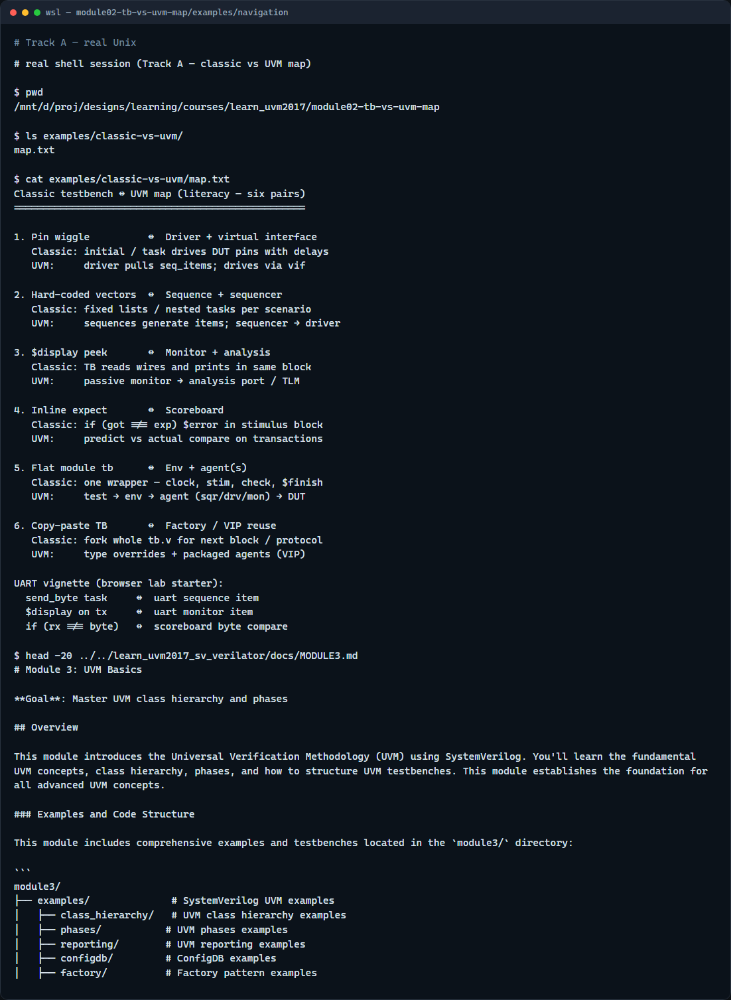 wsl — module02-tb-vs-uvm-map/examples/navigation
# Track A — real Unix
# real shell session (Track A — classic vs UVM map)
$ pwd
/mnt/d/proj/designs/learning/courses/learn_uvm2017/module02-tb-vs-uvm-map
$ ls examples/classic-vs-uvm/
map.txt
$ cat examples/classic-vs-uvm/map.txt
Classic testbench ↔ UVM map (literacy — six pairs)
==================================================
1. Pin wiggle          ↔  Driver + virtual interface
   Classic: initial / task drives DUT pins with delays
   UVM:     driver pulls seq_items; drives via vif
2. Hard-coded vectors  ↔  Sequence + sequencer
   Classic: fixed lists / nested tasks per scenario
   UVM:     sequences generate items; sequencer → driver
3. $display peek       ↔  Monitor + analysis
   Classic: TB reads wires and prints in same block
   UVM:     passive monitor → analysis port / TLM
4. Inline expect       ↔  Scoreboard
   Classic: if (got !== exp) $error in stimulus block
   UVM:     predict vs actual compare on transactions
5. Flat module tb      ↔  Env + agent(s)
   Classic: one wrapper — clock, stim, check, $finish
   UVM:     test → env → agent (sqr/drv/mon) → DUT
6. Copy-paste TB       ↔  Factory / VIP reuse
   Classic: fork whole tb.v for next block / protocol
   UVM:     type overrides + packaged agents (VIP)
UART vignette (browser lab starter):
  send_byte task     ↔  uart sequence item
  $display on tx     ↔  uart monitor item
  if (rx !== byte)   ↔  scoreboard byte compare
$ head -20 ../../learn_uvm2017_sv_verilator/docs/MODULE3.md
# Module 3: UVM Basics
**Goal**: Master UVM class hierarchy and phases
## Overview
This module introduces the Universal Verification Methodology (UVM) using SystemVerilog. You'll learn the fundamental
UVM concepts, class hierarchy, phases, and how to structure UVM testbenches. This module establishes the foundation for
all advanced UVM concepts.
### Examples and Code Structure
This module includes comprehensive examples and testbenches located in the `module3/` directory:
```
module3/
├── examples/              # SystemVerilog UVM examples
│   ├── class_hierarchy/   # UVM class hierarchy examples
│   ├── phases/           # UVM phases examples
│   ├── reporting/        # UVM reporting examples
│   ├── configdb/         # ConfigDB examples
│   ├── factory/          # Factory pattern examples